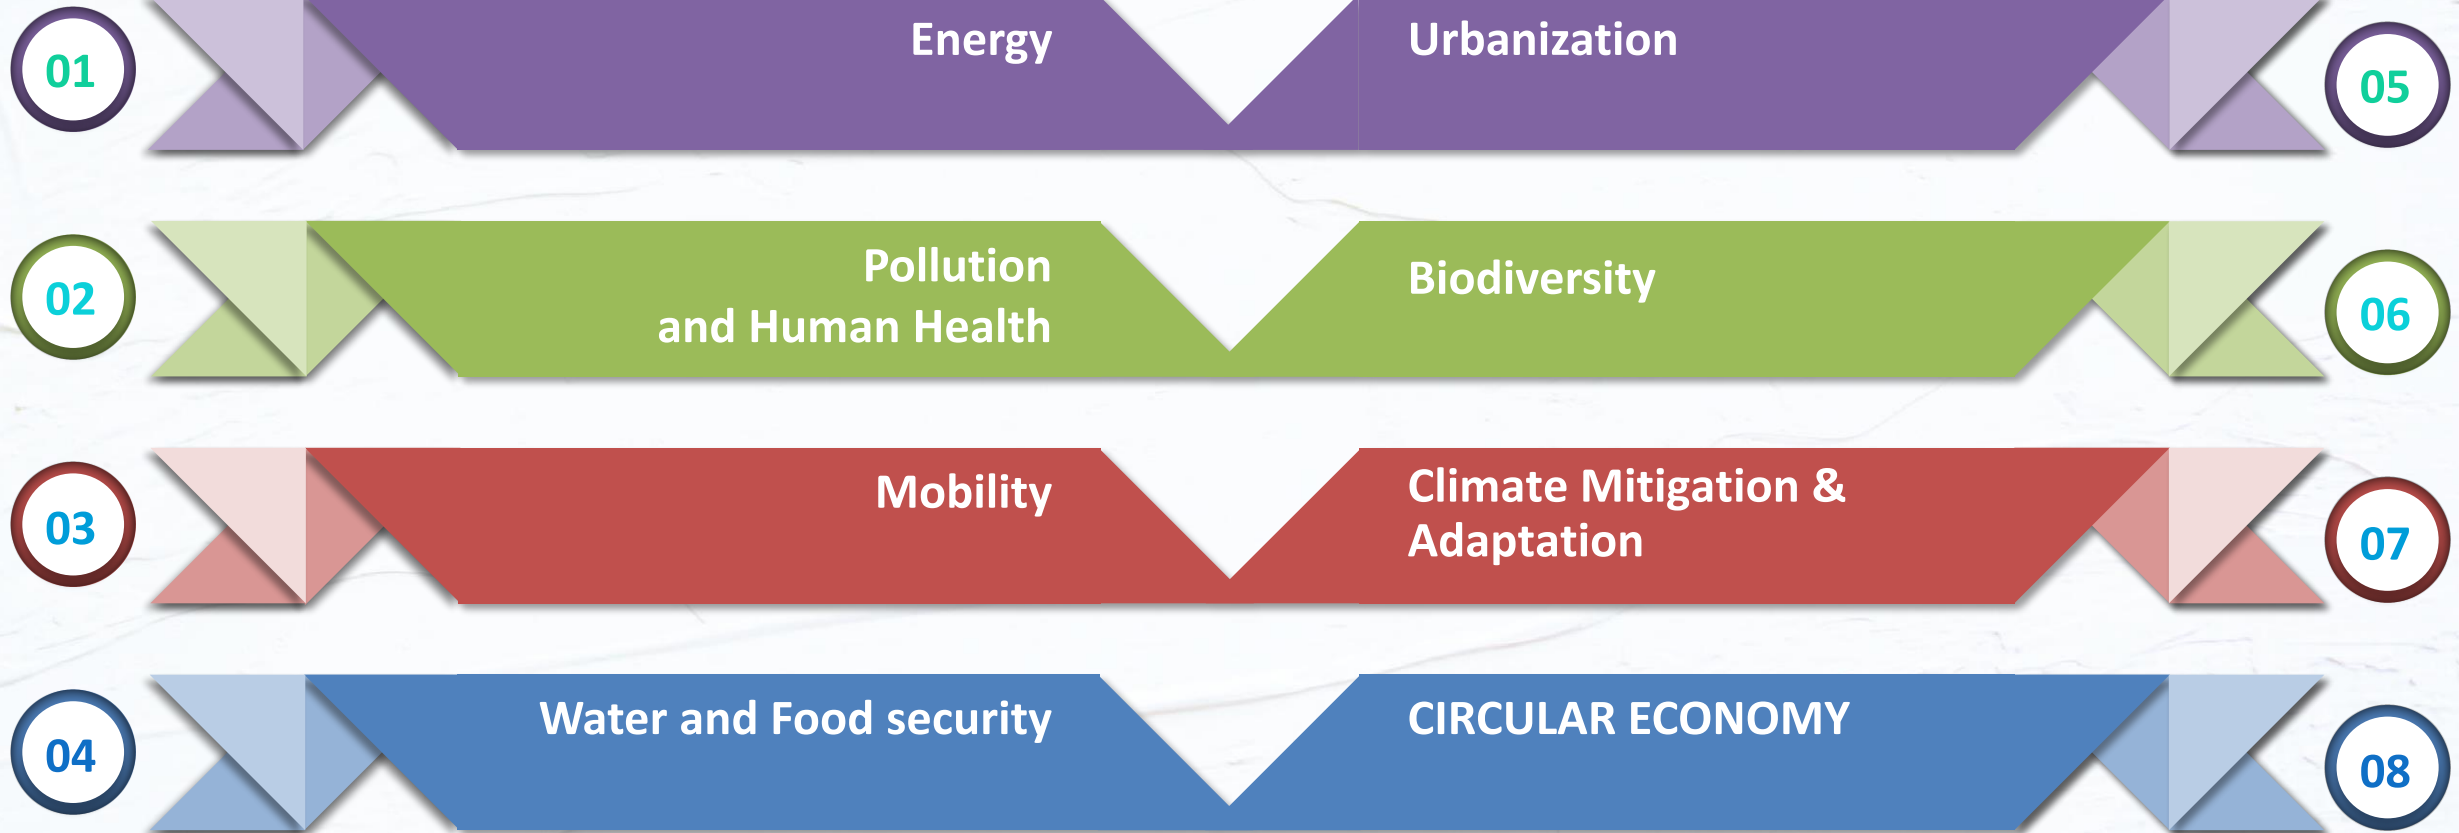 01
Energy
02
Pollution
and Human Health
03
Mobility
04
Water and Food security
Urbanization
05
Biodiversity
06
Climate Mitigation &
Adaptation
07
CIRCULAR ECONOMY
08